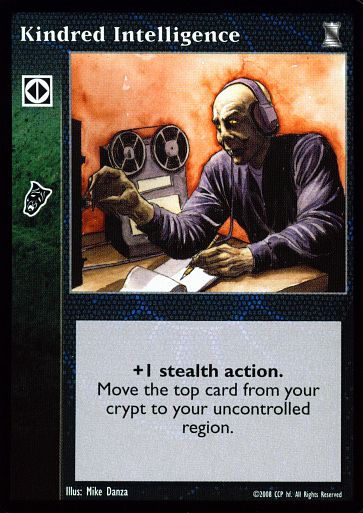 Kindred Intelligence
+1 stealth action.
Move the top card from your
crypt to your uncontrolled
region.
Illus: Mike Danza
©2008 CCP hf. All Rights Reserved